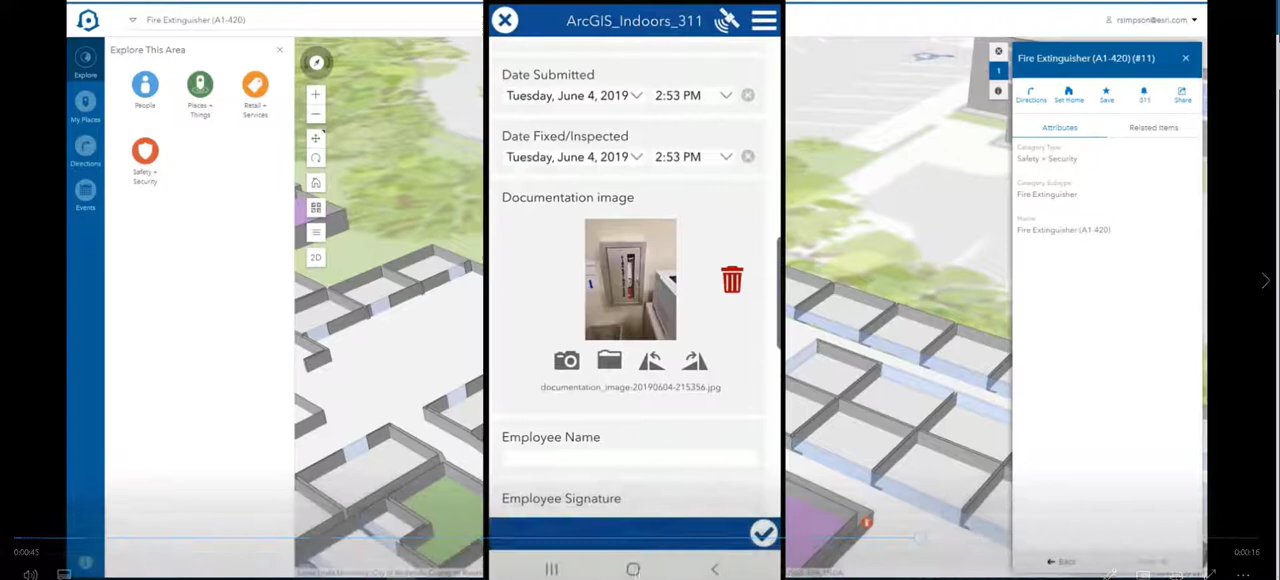 Fire Extinguisher (A1-420)
Explore
My Places
Directions
Events
Explore This Area
People
Places +
Things
Retail +
Services
Safety +
Security
2D
ArcGIS_Indoors_311
Date Submitted
Tuesday, June 4, 2019 2:53 PM
Date Fixed/Inspected
Tuesday, June 4, 2019 2:53 PM
Documentation image
documentation_image-20190604-215356.jpg
Employee Name
Employee Signature
rsimpson@esri.com
1
Fire Extinguisher (A1-420) (#11)
Directions Set Home Save 311 Share
Attributes Related Items
Category Type
Safety + Security
Category Subtype
Fire Extinguisher
Name
Fire Extinguisher (A1-420)
Back
0:00:45
0:00:16